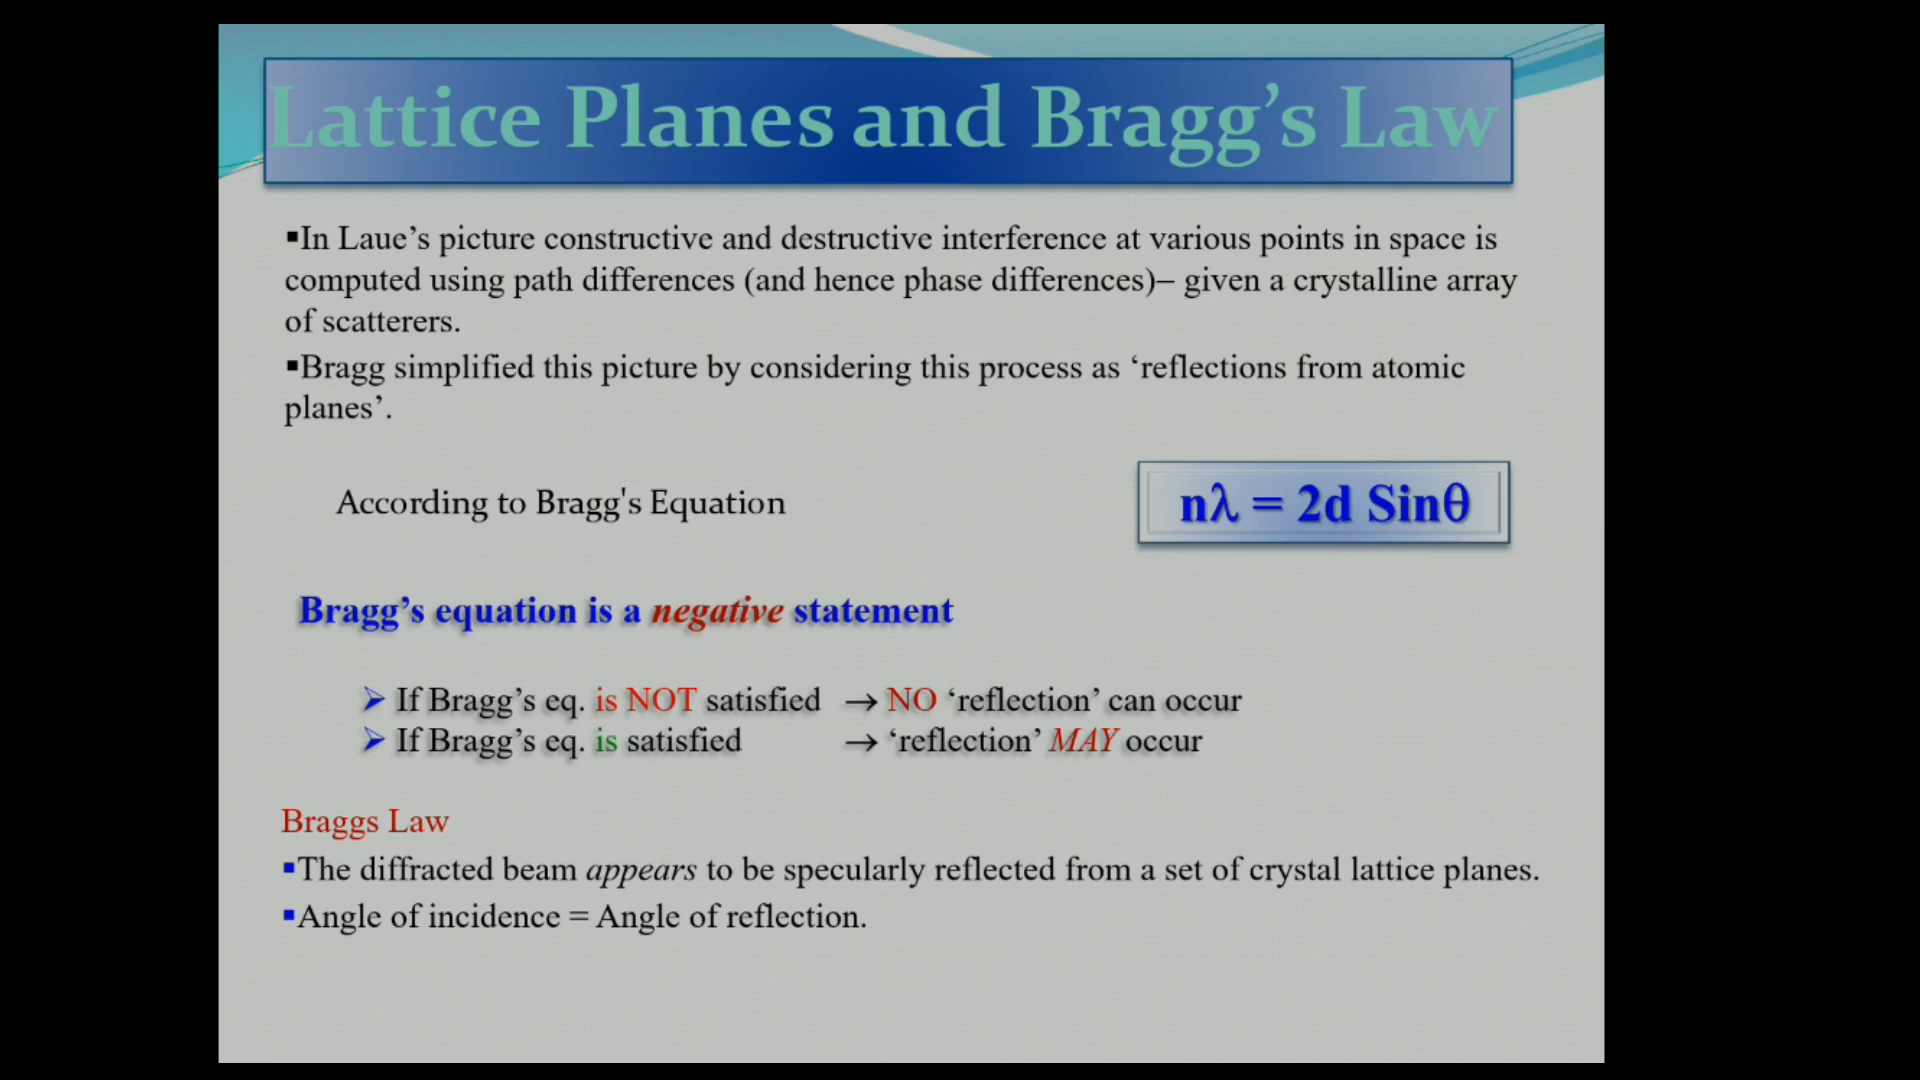 Lattice Planes and Bragg’s Law
▪In Laue’s picture constructive and destructive interference at various points in space is
computed using path differences (and hence phase differences)– given a crystalline array
of scatterers.
▪Bragg simplified this picture by considering this process as ‘reflections from atomic
planes’.
According to Bragg's Equation
nλ = 2d Sinθ
Bragg’s equation is a negative statement
➢ If Bragg’s eq. is NOT satisfied → NO ‘reflection’ can occur
➢ If Bragg’s eq. is satisfied → ‘reflection’ MAY occur
Braggs Law
▪The diffracted beam appears to be specularly reflected from a set of crystal lattice planes.
▪Angle of incidence = Angle of reflection.